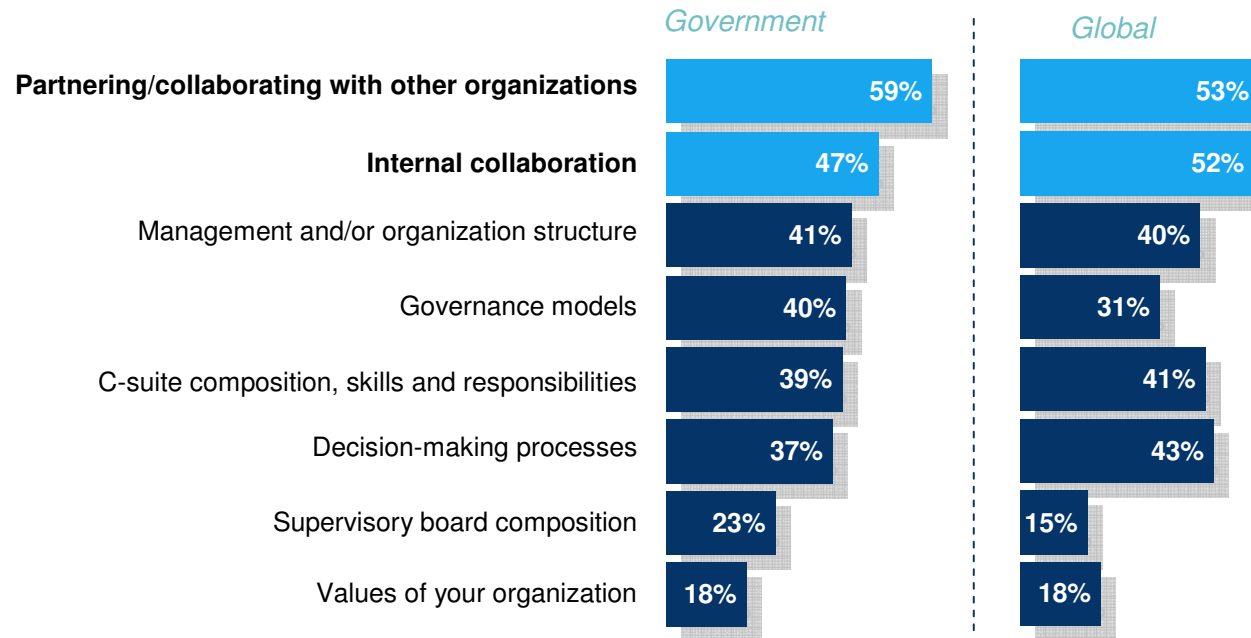 Government Global
Partnering/collaborating with other organizations 59% 53%
Internal collaboration 47% 52%
Management and/or organization structure 41% 40%
Governance models 40% 31%
C-suite composition, skills and responsibilities 39% 41%
Decision-making processes 37% 43%
Supervisory board composition 23% 15%
Values of your organization 18% 18%